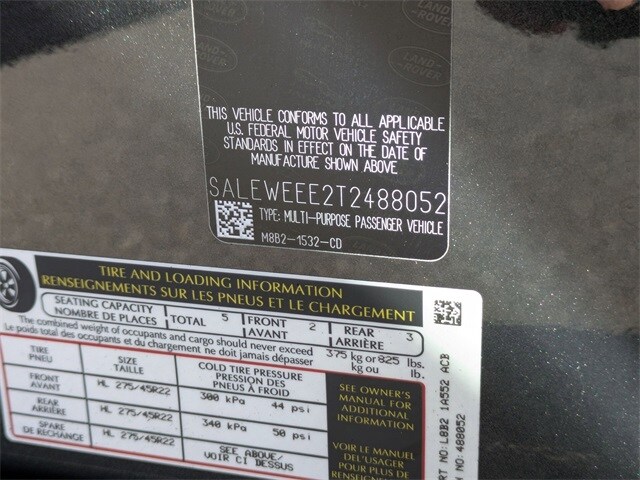 LAND-
ROVER
THIS VEHICLE CONFORMS TO ALL APPLICABLE
U.S. FEDERAL MOTOR VEHICLE SAFETY
STANDARDS IN EFFECT ON THE DATE OF
MANUFACTURE SHOWN ABOVE
SALEWEEE2T2488052
TYPE: MULTI-PURPOSE PASSENGER VEHICLE
M8B2-1532-CD
TIRE AND LOADING INFORMATION
RENSEIGNEMENTS SUR LES PNEUS ET LE CHARGEMENT
SEATING CAPACITY
NOMBRE DE PLACES
TOTAL 5
FRONT 2
AVANT
REAR 3
ARRIÈRE
The combined weight of occupants and cargo should never exceed 375 kg or 825 lbs.
Le poids total des occupants et du chargement ne doit jamais dépasser kg ou lb.
TIRE
PNEU
SIZE
TAILLE
COLD TIRE PRESSURE
PRESSION DES
PNEUS À FROID
FRONT
AVANT
HL 275/45R22
300 kPa 44 psi
REAR
ARRIÈRE
HL 275/45R22
340 kPa 50 psi
SPARE
DE RECHANGE
HL 275/45R22
SEE ABOVE/
VOIR CI DESSUS
SEE OWNER'S
MANUAL FOR
ADDITIONAL
INFORMATION
VOIR LE MANUEL
DE L'USAGER
POUR PLUS DE
PART NO: L8B2 1A552 ACB
NO: 488052